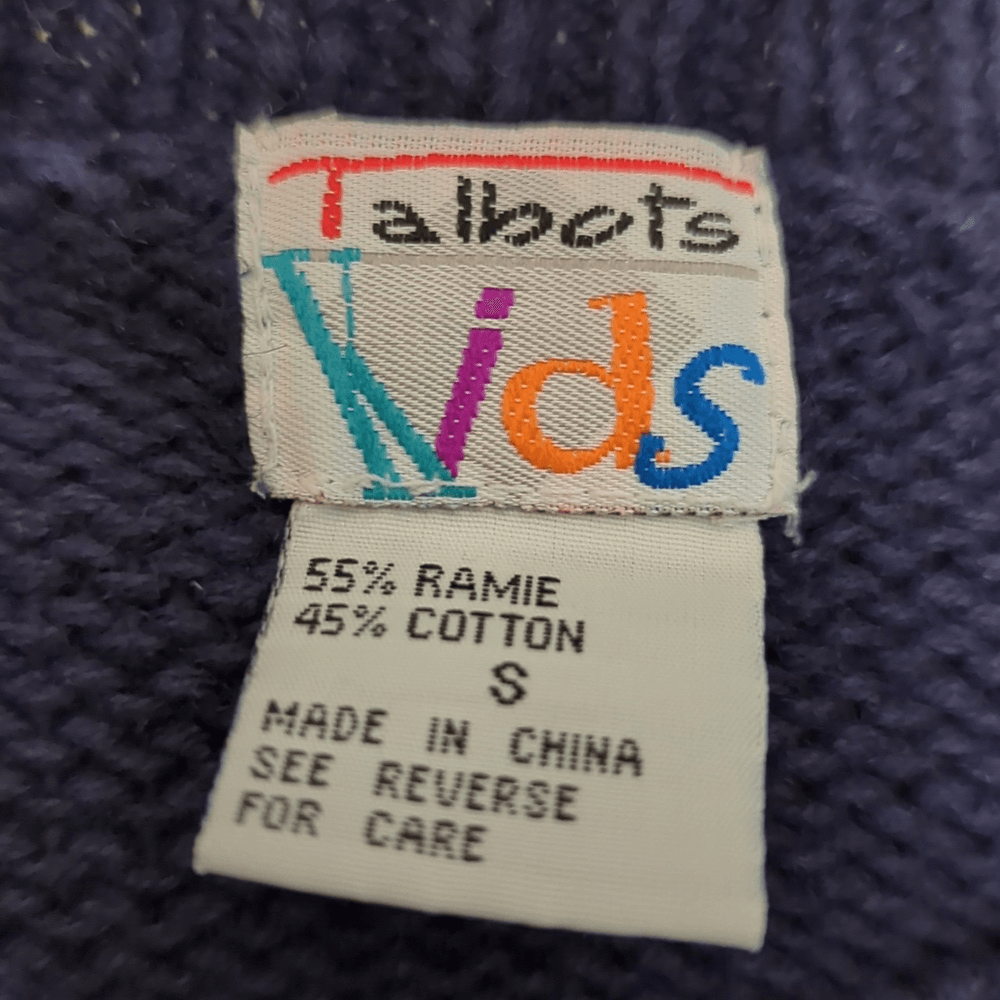 Talbots
Kids
55% RAMIE
45% COTTON
S
MADE IN CHINA
SEE REVERSE
FOR CARE